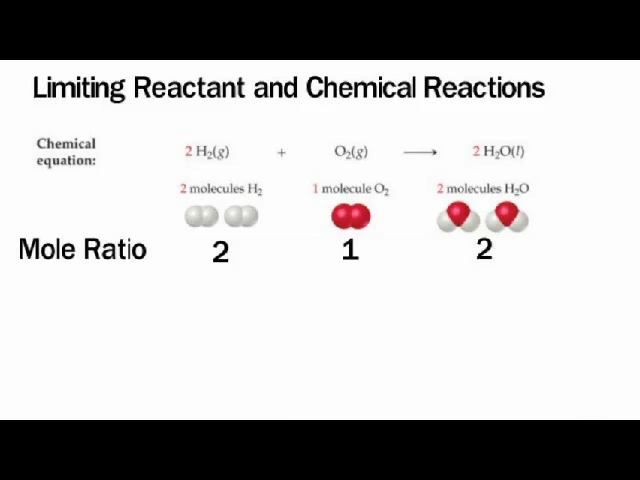 Limiting Reactant and Chemical Reactions
Chemical equation: 2 H₂(g) + O₂(g) → 2 H₂O(l)
2 molecules H₂ 1 molecule O₂ 2 molecules H₂O
Mole Ratio 2 1 2